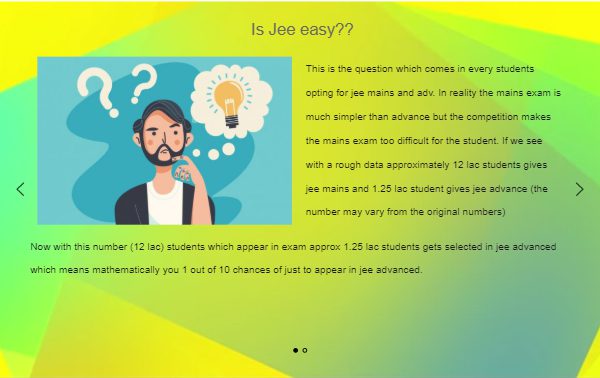 Is Jee easy??
This is the question which comes in every students
opting for jee mains and adv. In reality the mains exam is
much simpler than advance but the competition makes
the mains exam too difficult for the student. If we see
with a rough data approximately 12 lac students gives
jee mains and 1.25 lac student gives jee advance (the
number may vary from the original numbers)
Now with this number (12 lac) students which appear in exam approx 1.25 lac students gets selected in jee advanced
which means mathematically you 1 out of 10 chances of just to appear in jee advanced.